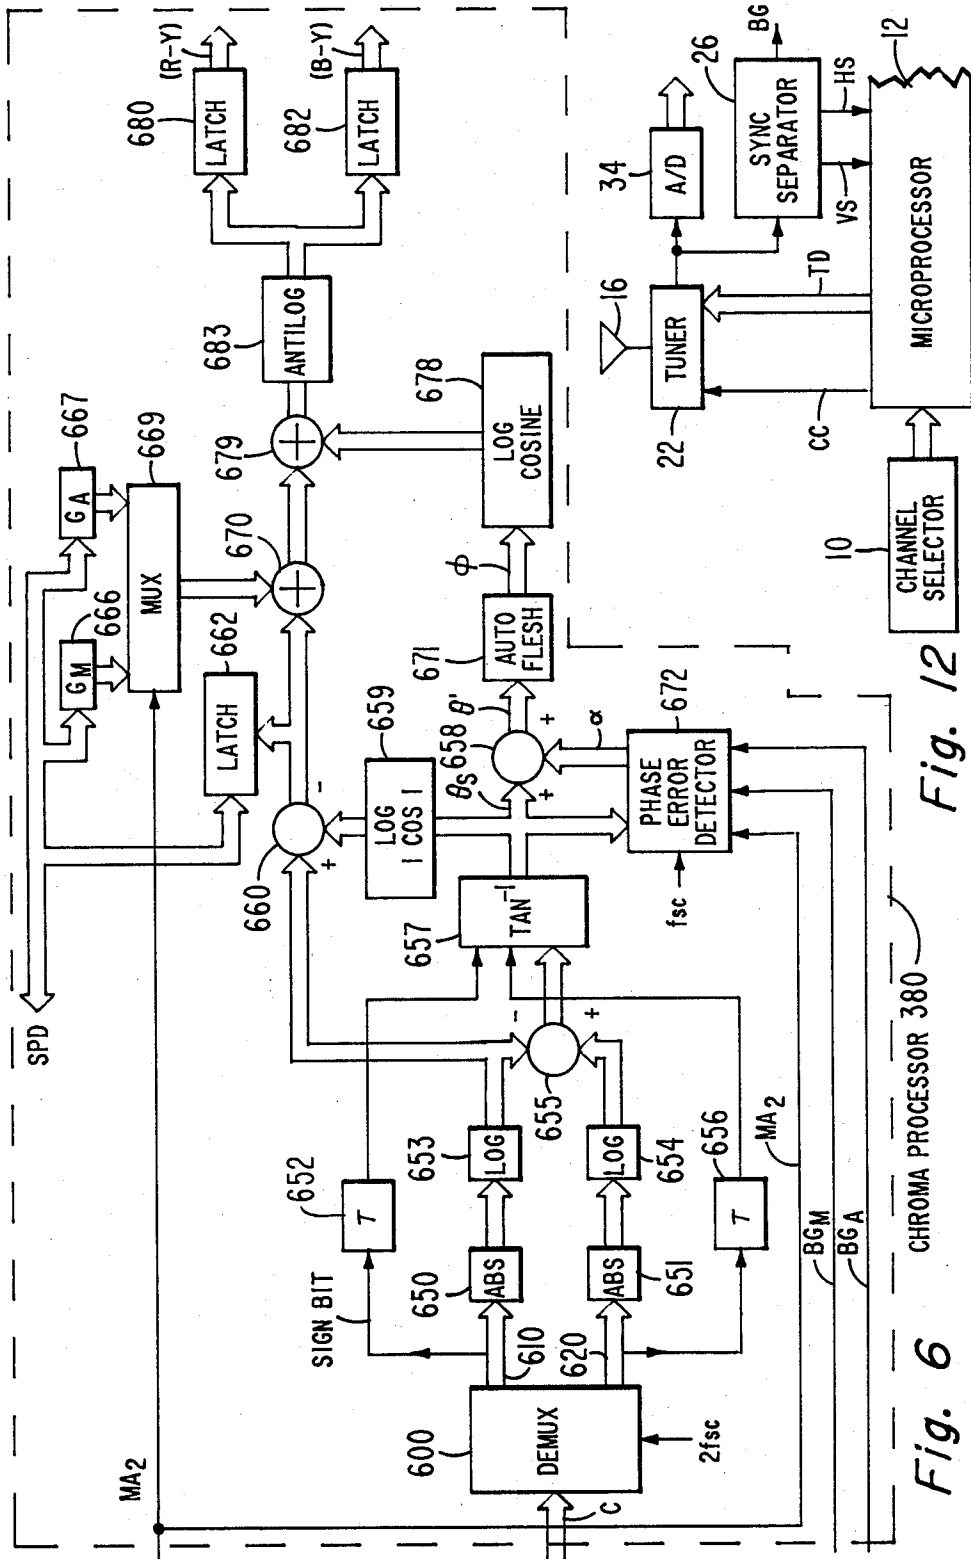 (R-Y)
680
LATCH
(B-Y)
682
LATCH
683
ANTILOG
679
678
LOG
COSINE
667
GA
669
MUX
666
GM
670
662
LATCH
SPD
MA2
660
+
-
659
LOG
| COS |
671
AUTO
FLESH
ϕ
θ'
658
θS
+
+
α
672
PHASE
ERROR
DETECTOR
fsc
657
TAN-1
-
+
655
652
T
SIGN BIT
653
LOG
650
ABS
654
LOG
651
ABS
656
T
610
620
600
DEMUX
2fsc
C
MA2
BGM
BGA
CHROMA PROCESSOR 380
Fig. 6
BG
26
SYNC
SEPARATOR
34
A/D
HS
VS
12
16
TD
TUNER
22
CC
MICROPROCESSOR
10
CHANNEL
SELECTOR
Fig. 12